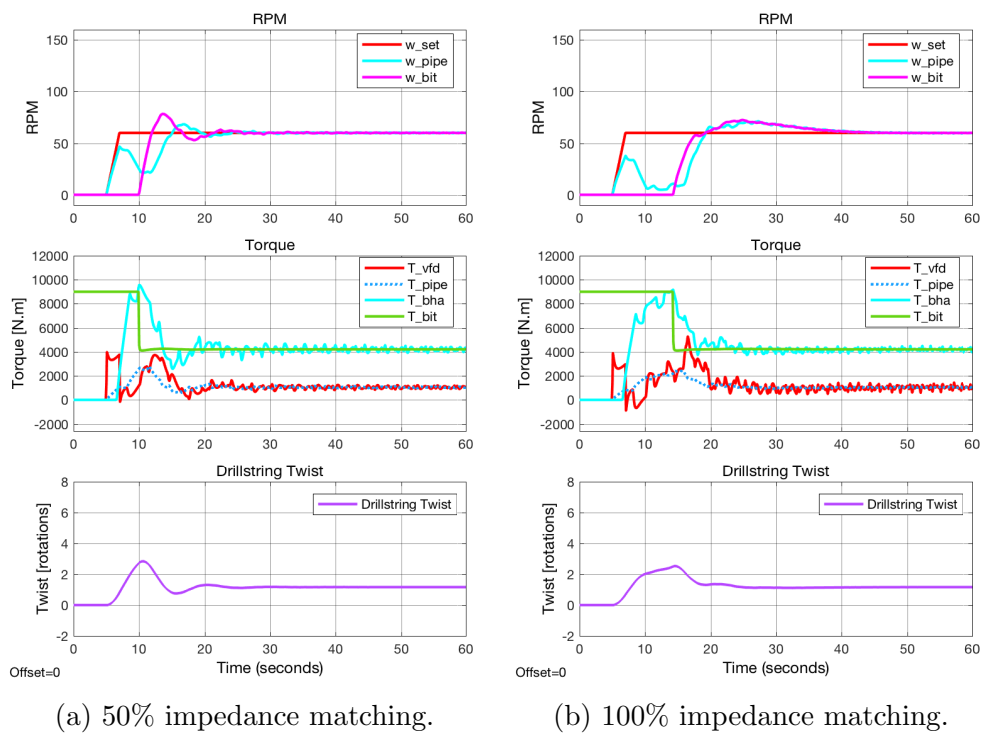 RPM
150
100
50
0
RPM
w_set
w_pipe
w_bit
0 10 20 30 40 50 60
Torque
12000
10000
8000
6000
4000
2000
0
-2000
Torque [N.m]
T_vfd
T_pipe
T_bha
T_bit
0 10 20 30 40 50 60
Drillstring Twist
8
6
4
2
0
-2
Twist [rotations]
Drillstring Twist
0 10 20 30 40 50 60
Offset=0
Time (seconds)
(a) 50% impedance matching.
RPM
150
100
50
0
RPM
w_set
w_pipe
w_bit
0 10 20 30 40 50 60
Torque
12000
10000
8000
6000
4000
2000
0
-2000
Torque [N.m]
T_vfd
T_pipe
T_bha
T_bit
0 10 20 30 40 50 60
Drillstring Twist
8
6
4
2
0
-2
Twist [rotations]
Drillstring Twist
0 10 20 30 40 50 60
Offset=0
Time (seconds)
(b) 100% impedance matching.